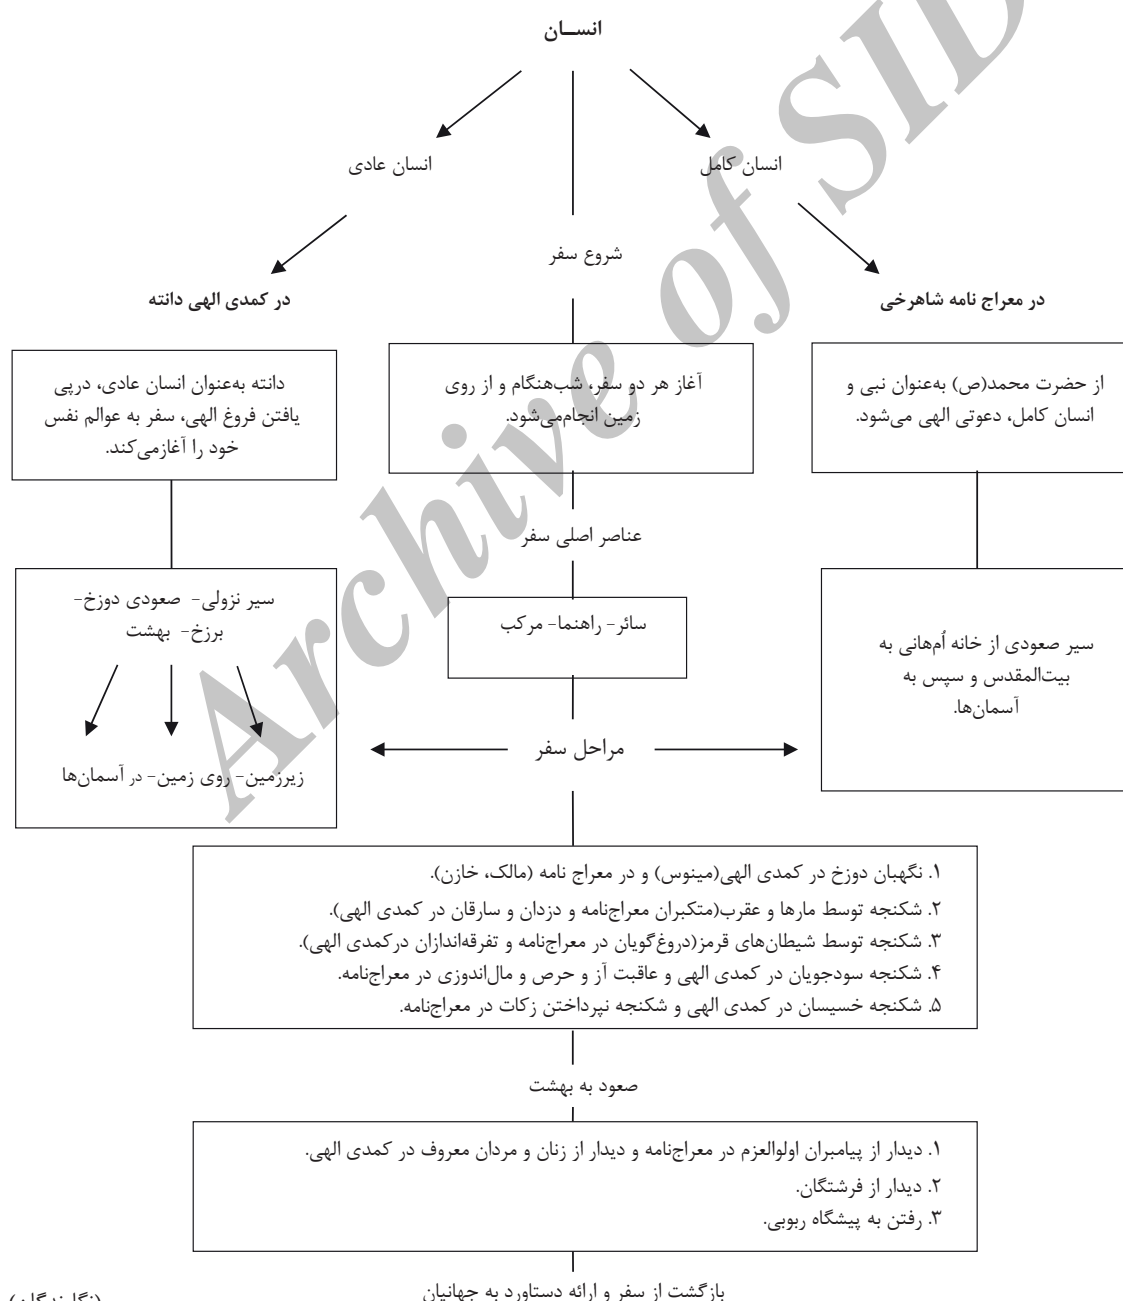 انســان
انسان کامل
انسان عادی
شروع سفر
در معراج نامه شاهرخی
در کمدی الهی دانته
از حضرت محمد(ص) به‌عنوان نبی و
انسان کامل، دعوتی الهی می‌شود.
آغاز هر دو سفر، شب‌هنگام و از روی
زمین انجام‌می‌شود.
دانته به‌عنوان انسان عادی، درپی
یافتن فروغ الهی، سفر به عوالم نفس
خود را آغازمی‌کند.
عناصر اصلی سفر
سیر صعودی از خانه اُم‌هانی به
بیت‌المقدس و سپس به
آسمان‌ها.
سائر- راهنما- مرکب
سیر نزولی- صعودی دوزخ-
برزخ- بهشت
زیرزمین- روی زمین- در آسمان‌ها
مراحل سفر
۱. نگهبان دوزخ در کمدی الهی(مینوس) و در معراج نامه (مالک، خازن).
۲. شکنجه توسط مارها و عقرب(متکبران معراج‌نامه و دزدان و سارقان در کمدی الهی).
۳. شکنجه توسط شیطان‌های قرمز(دروغ‌گویان در معراج‌نامه و تفرقه‌اندازان درکمدی الهی).
۴. شکنجه سودجویان در کمدی الهی و عاقبت آز و حرص و مال‌اندوزی در معراج‌نامه.
۵. شکنجه خسیسان در کمدی الهی و شکنجه نپرداختن زکات در معراج‌نامه.
صعود به بهشت
۱. دیدار از پیامبران اولوالعزم در معراج‌نامه و دیدار از زنان و مردان معروف در کمدی الهی.
۲. دیدار از فرشتگان.
۳. رفتن به پیشگاه ربوبی.
بازگشت از سفر و ارائه دستاورد به جهانیان
(نگارندگان)
Archive of SID